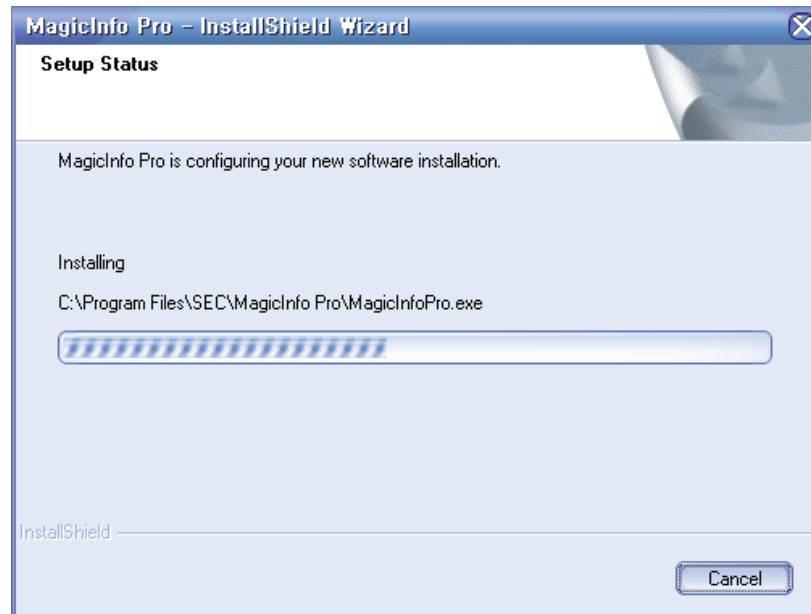 MagicInfo Pro - InstallShield Wizard
Setup Status
MagicInfo Pro is configuring your new software installation.
Installing
C:\Program Files\SEC\MagicInfo Pro\MagicInfoPro.exe
InstallShield
Cancel